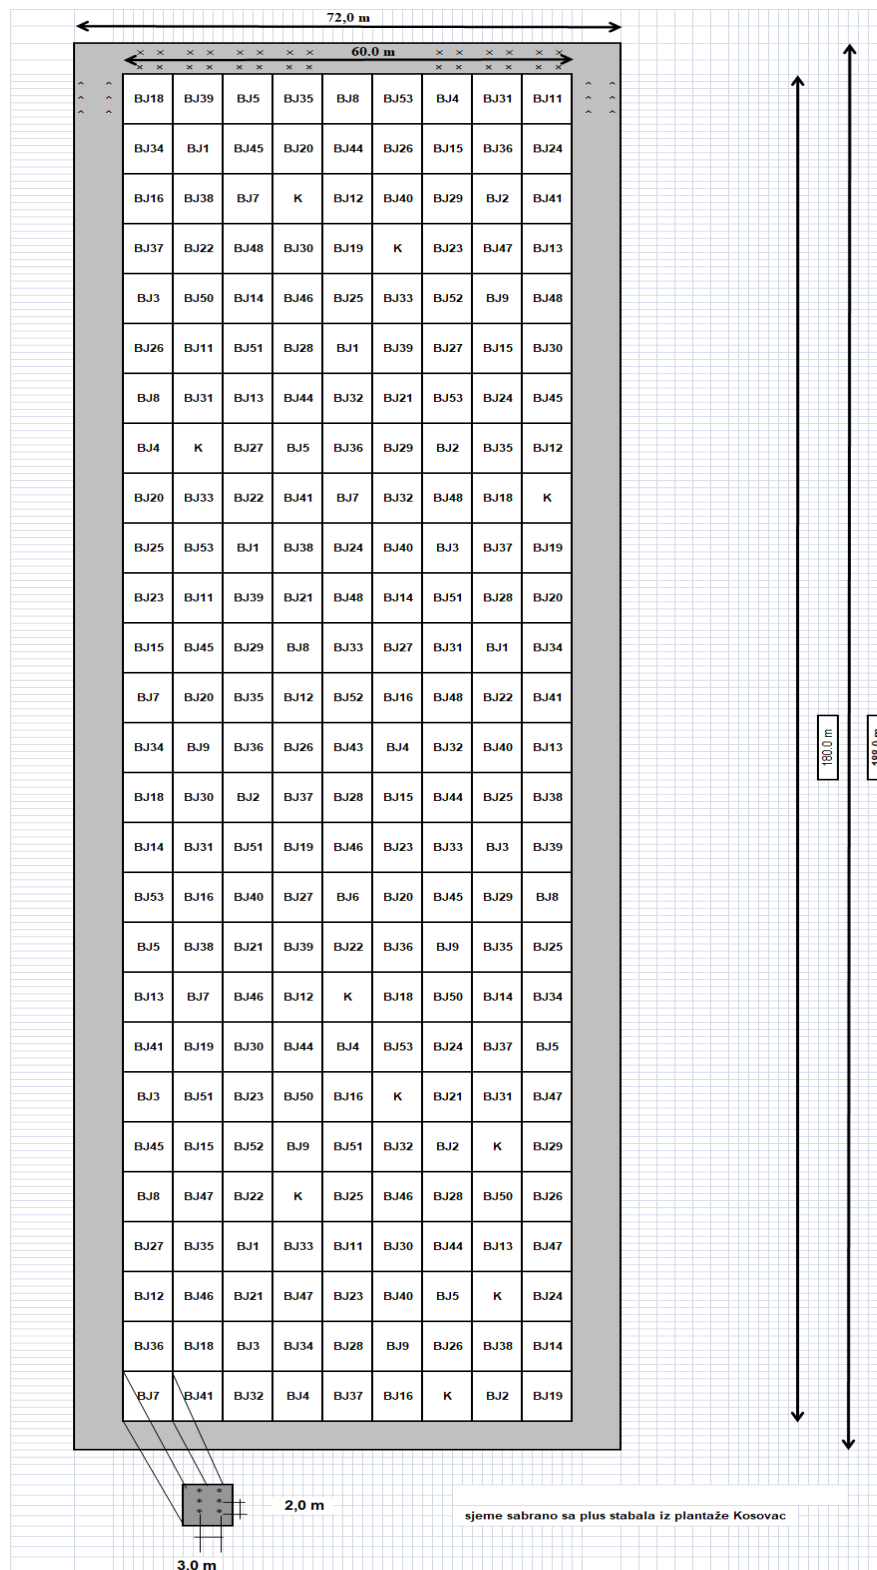 72,0 m
60.0 m
BJ18 BJ39 BJ5 BJ35 BJ8 BJ53 BJ4 BJ31 BJ11
BJ34 BJ1 BJ45 BJ20 BJ44 BJ26 BJ15 BJ36 BJ24
BJ16 BJ38 BJ7 K BJ12 BJ40 BJ29 BJ2 BJ41
BJ37 BJ22 BJ48 BJ30 BJ19 K BJ23 BJ47 BJ13
BJ3 BJ50 BJ14 BJ46 BJ25 BJ33 BJ52 BJ9 BJ48
BJ26 BJ11 BJ51 BJ28 BJ1 BJ39 BJ27 BJ15 BJ30
BJ8 BJ31 BJ13 BJ44 BJ32 BJ21 BJ53 BJ24 BJ45
BJ4 K BJ27 BJ5 BJ36 BJ29 BJ2 BJ35 BJ12
BJ20 BJ33 BJ22 BJ41 BJ7 BJ32 BJ48 BJ18 K
BJ25 BJ53 BJ1 BJ38 BJ24 BJ40 BJ3 BJ37 BJ19
BJ23 BJ11 BJ39 BJ21 BJ48 BJ14 BJ51 BJ28 BJ20
BJ15 BJ45 BJ29 BJ8 BJ33 BJ27 BJ31 BJ1 BJ34
BJ7 BJ20 BJ35 BJ12 BJ52 BJ16 BJ48 BJ22 BJ41
BJ34 BJ9 BJ36 BJ26 BJ43 BJ4 BJ32 BJ40 BJ13
180.0 m
188.0 m
BJ18 BJ30 BJ2 BJ37 BJ28 BJ15 BJ44 BJ25 BJ38
BJ14 BJ31 BJ51 BJ19 BJ46 BJ23 BJ33 BJ3 BJ39
BJ53 BJ16 BJ40 BJ27 BJ6 BJ20 BJ45 BJ29 BJ8
BJ5 BJ38 BJ21 BJ39 BJ22 BJ36 BJ9 BJ35 BJ25
BJ13 BJ7 BJ46 BJ12 K BJ18 BJ50 BJ14 BJ34
BJ41 BJ19 BJ30 BJ44 BJ4 BJ53 BJ24 BJ37 BJ5
BJ3 BJ51 BJ23 BJ50 BJ16 K BJ21 BJ31 BJ47
BJ45 BJ15 BJ52 BJ9 BJ51 BJ32 BJ2 K BJ29
BJ8 BJ47 BJ22 K BJ25 BJ46 BJ28 BJ50 BJ26
BJ27 BJ35 BJ1 BJ33 BJ11 BJ30 BJ44 BJ13 BJ47
BJ12 BJ46 BJ21 BJ47 BJ23 BJ40 BJ5 K BJ24
BJ36 BJ18 BJ3 BJ34 BJ28 BJ9 BJ26 BJ38 BJ14
BJ7 BJ41 BJ32 BJ4 BJ37 BJ16 K BJ2 BJ19
2,0 m
sjeme sabrano sa plus stabala iz plantaže Kosovac
3,0 m